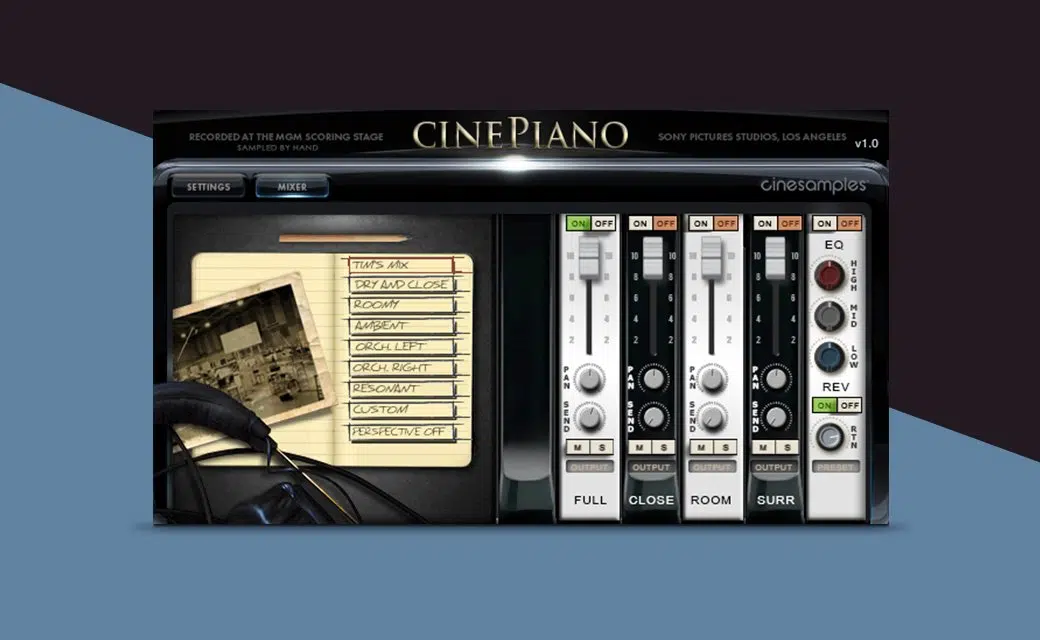 RECORDED AT THE MGM SCORING STAGE
SAMPLED BY HAND
CINEPIANO
SONY PICTURES STUDIOS, LOS ANGELES
v1.0
SETTINGS
MIXER
cinesamples
TIM'S MIX
DRY AND CLOSE
ROOMY
AMBIENT
ORCH. LEFT
ORCH. RIGHT
RESONANT
CUSTOM
PERSPECTIVE OFF
ON OFF ON OFF ON OFF ON OFF ON OFF
EQ
HIGH
10 10 10 10
8 8 8 8
6 6 6 6
MID
4 4 4 4
2 2 2 2
LOW
PAN PAN PAN PAN
REV
ON OFF
SEND SEND SEND SEND
RTN
M S M S M S M S
OUTPUT OUTPUT OUTPUT OUTPUT PRESET
FULL CLOSE ROOM SURR